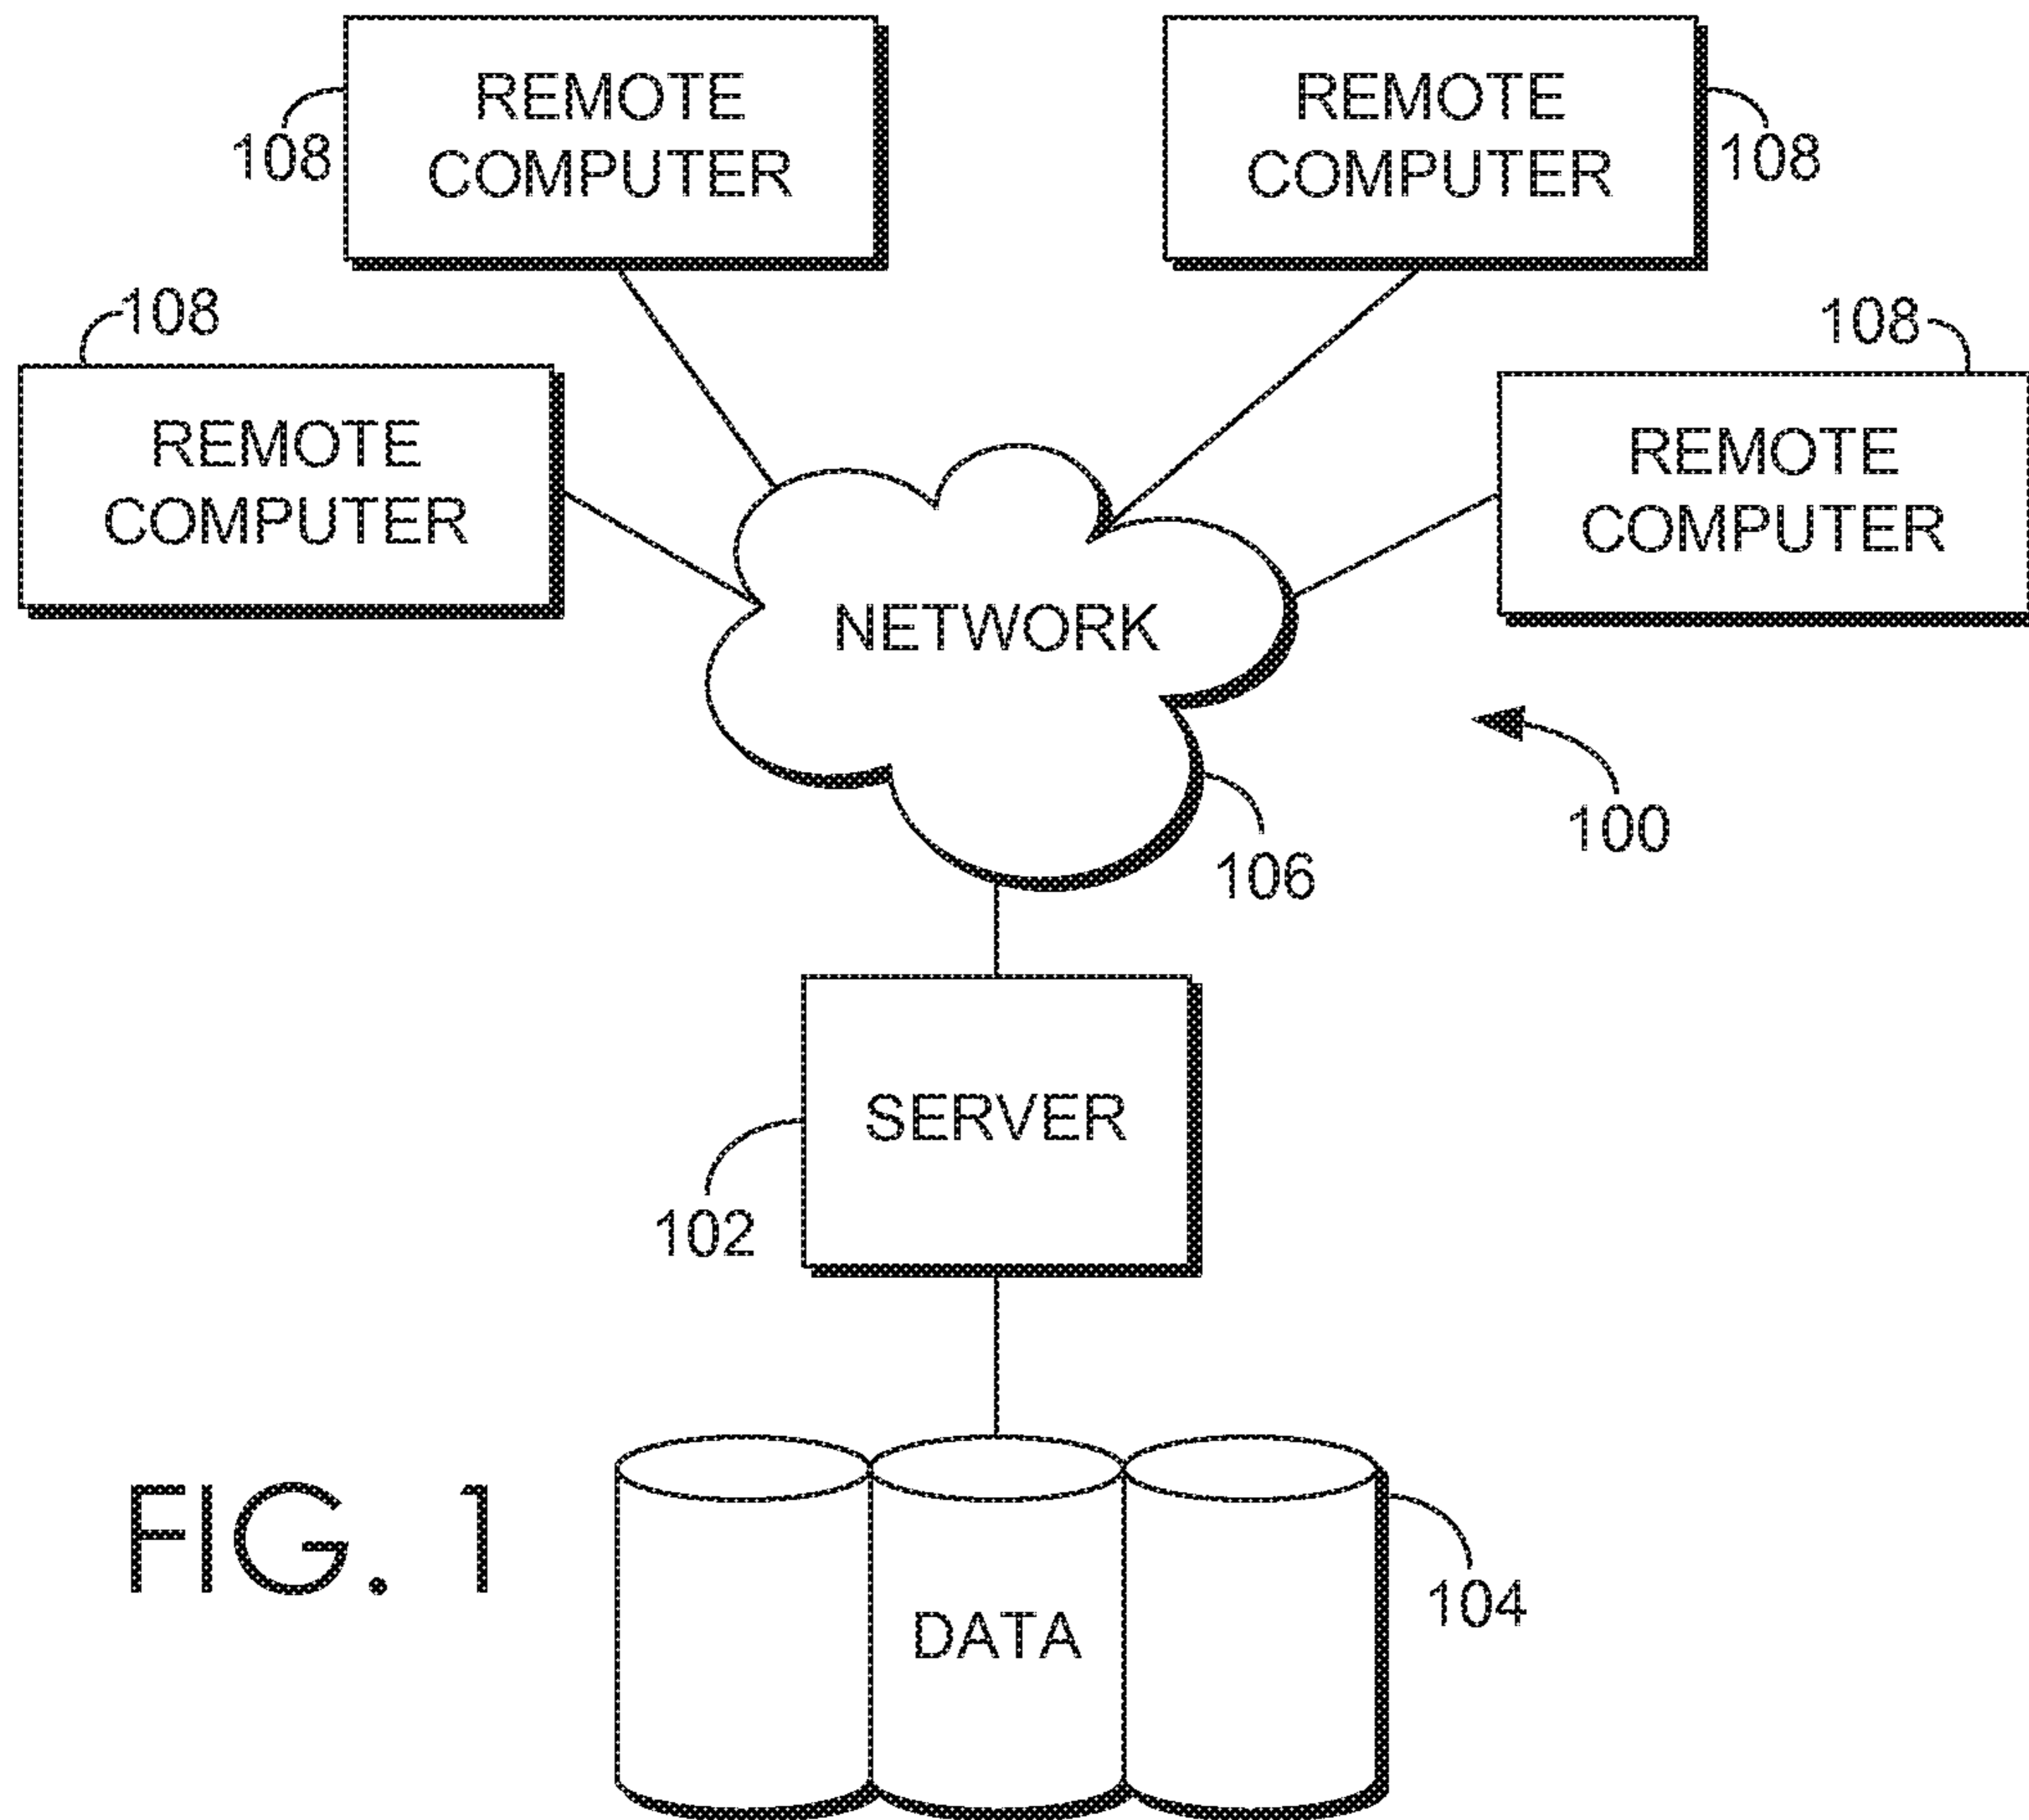 REMOTE
COMPUTER
108
REMOTE
COMPUTER
108
108
REMOTE
COMPUTER
108
REMOTE
COMPUTER
NETWORK
100
106
SERVER
102
FIG. 1
DATA
104